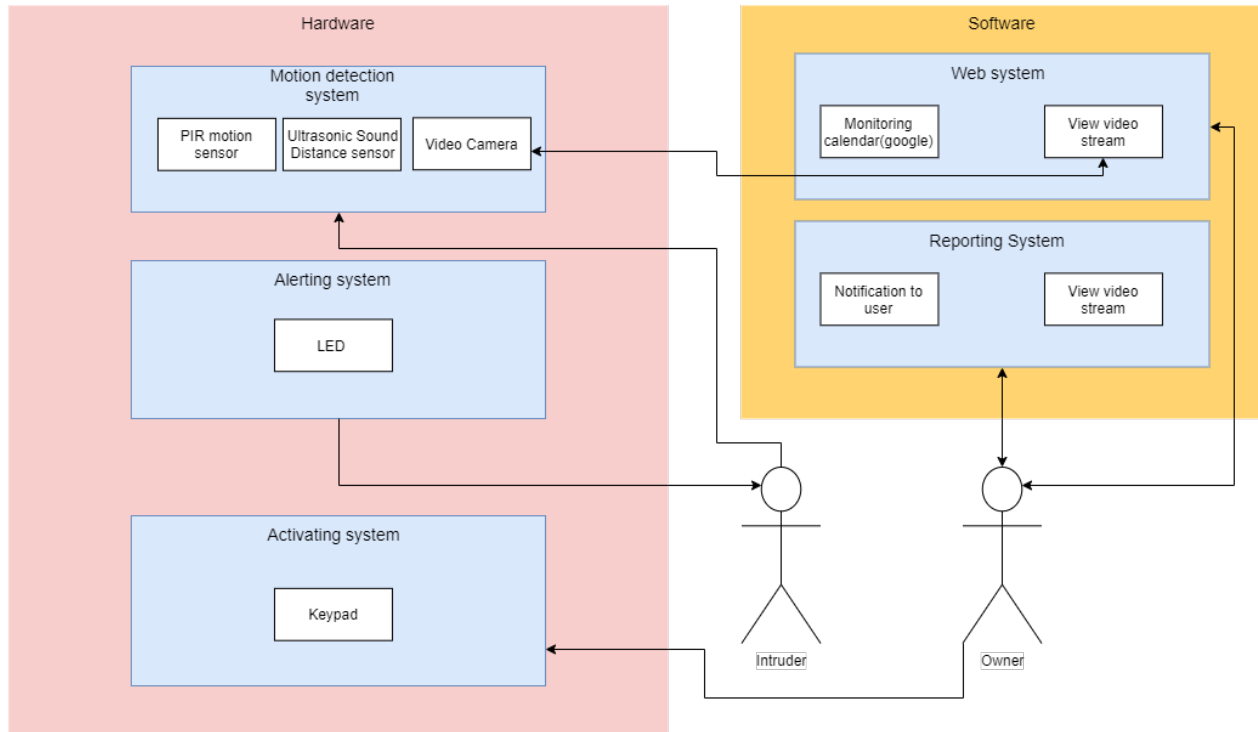 Hardware
Motion detection
system
PIR motion
sensor
Ultrasonic Sound
Distance sensor
Video Camera
Alerting system
LED
Activating system
Keypad
Software
Web system
Monitoring
calendar(google)
View video
stream
Reporting System
Notification to
user
View video
stream
Intruder
Owner